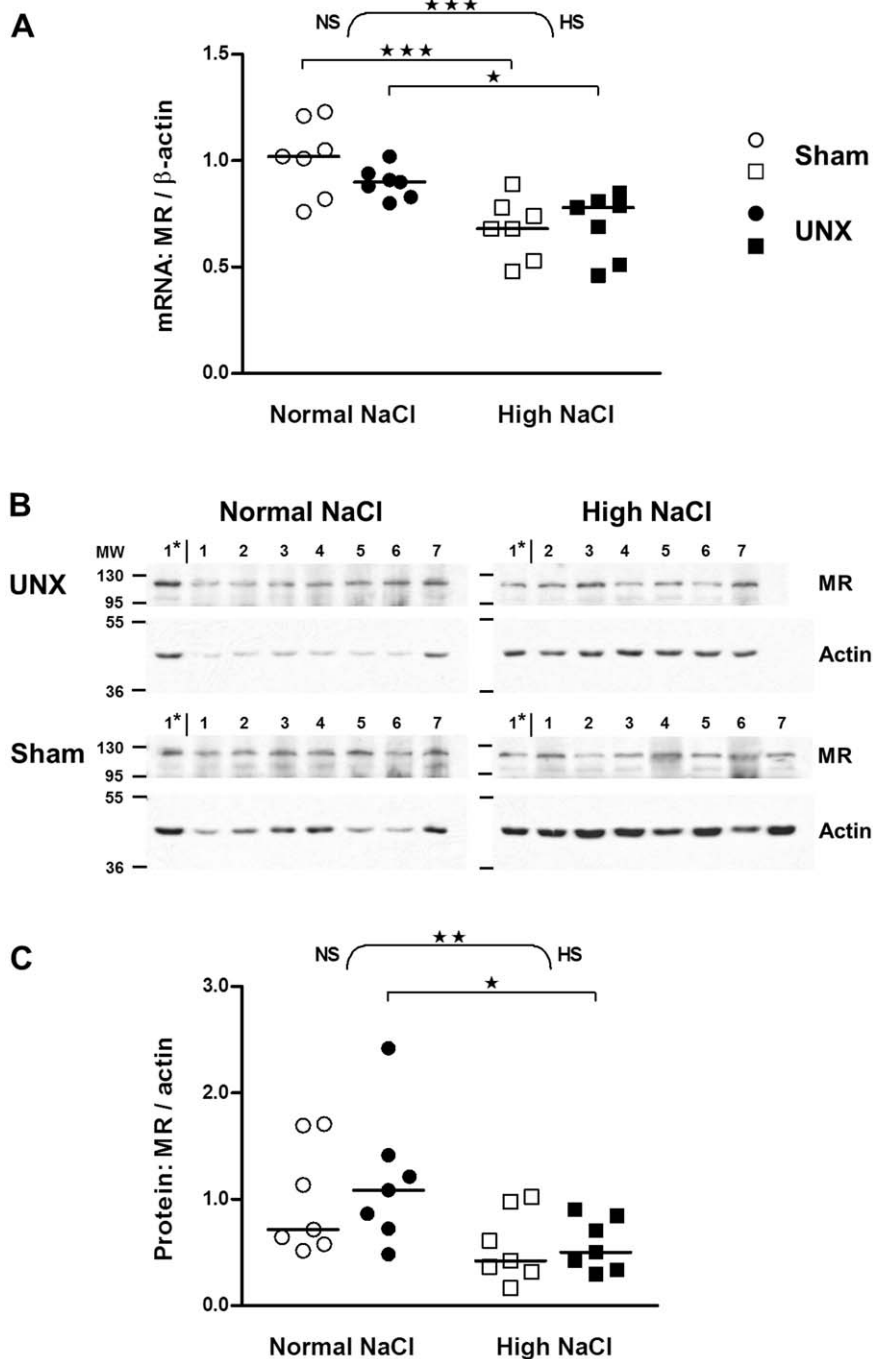 A
NS ★★★ HS
★★★
★
1.5
1.0
0.5
0.0
mRNA: MR / β-actin
Normal NaCl High NaCl
Sham
UNX
B
Normal NaCl High NaCl
MW 1* 1 2 3 4 5 6 7 1* 2 3 4 5 6 7
UNX 130 MR
95
55
Actin
36
1* 1 2 3 4 5 6 7 1* 1 2 3 4 5 6 7
Sham 130 MR
95
55
Actin
36
C
NS ★★ HS
★
3.0
2.0
1.0
0.0
Protein: MR / actin
Normal NaCl High NaCl